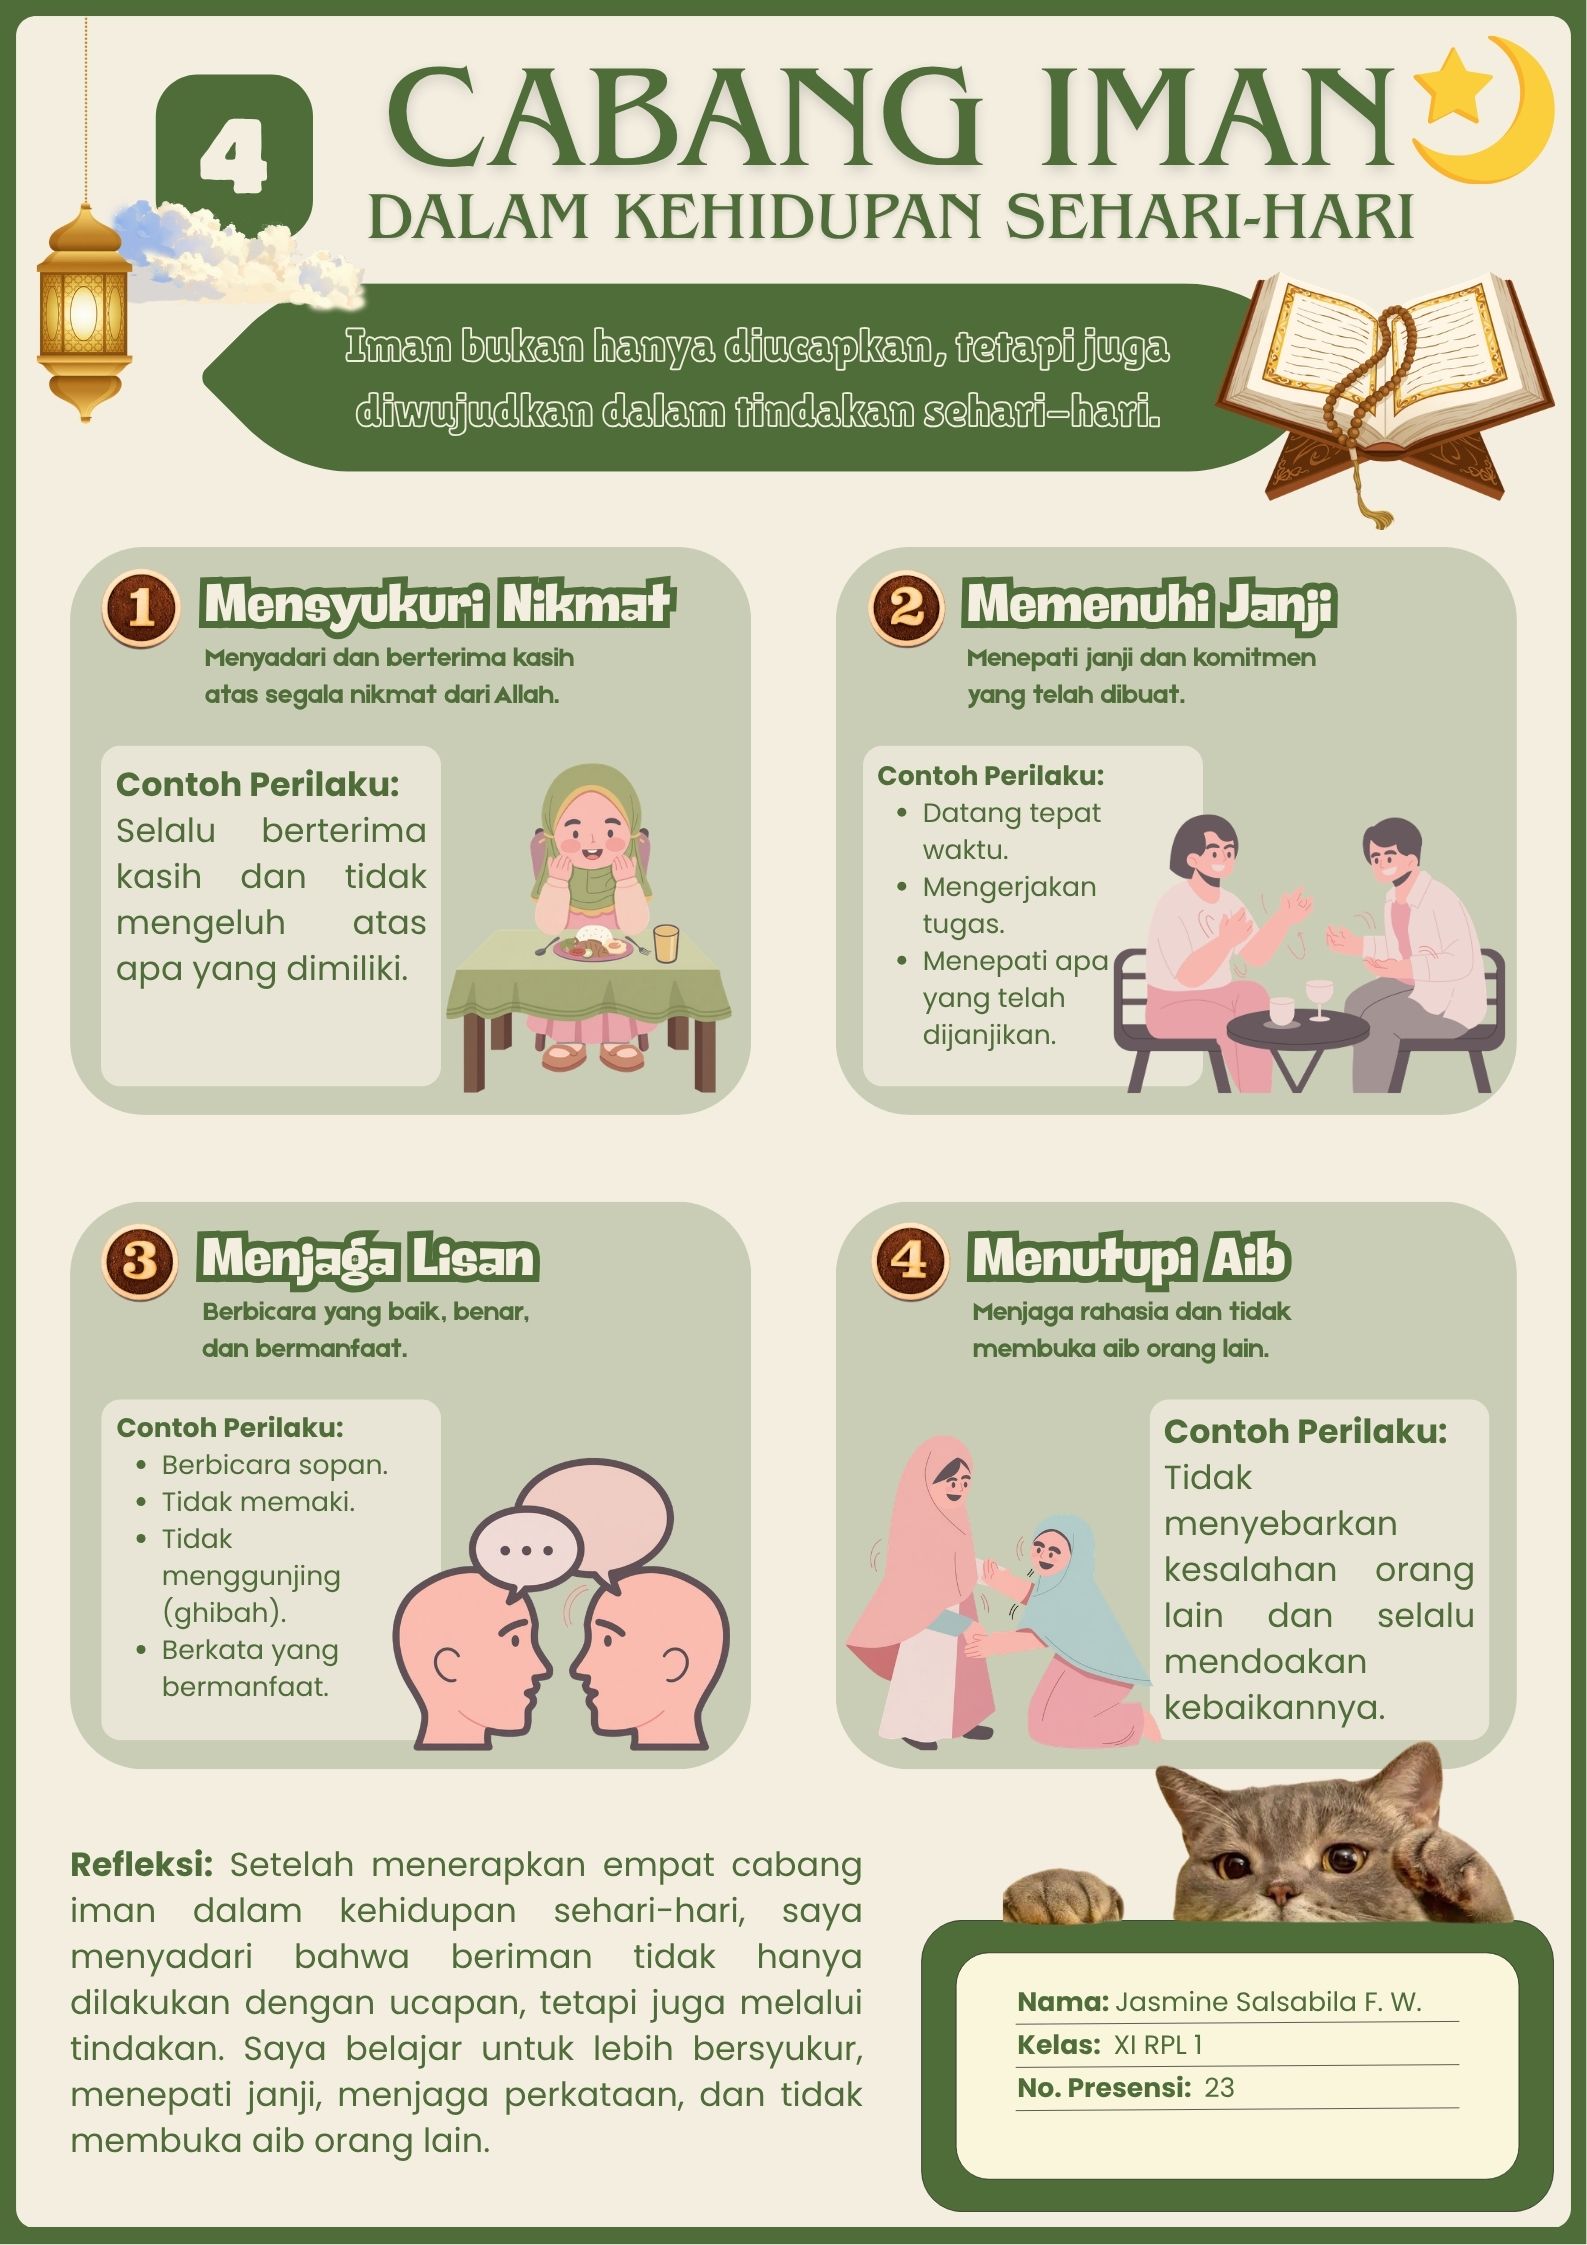 4
CABANG IMAN
DALAM KEHIDUPAN SEHARI-HARI
Iman bukan hanya diucapkan, tetapi juga
diwujudkan dalam tindakan sehari-hari.
1 Mensyukuri Nikmat
Menyadari dan berterima kasih
atas segala nikmat dari Allah.
Contoh Perilaku:
Selalu berterima
kasih dan tidak
mengeluh atas
apa yang dimiliki.
2 Memenuhi Janji
Menepati janji dan komitmen
yang telah dibuat.
Contoh Perilaku:
• Datang tepat
waktu.
• Mengerjakan
tugas.
• Menepati apa
yang telah
dijanjikan.
3 Menjaga Lisan
Berbicara yang baik, benar,
dan bermanfaat.
Contoh Perilaku:
• Berbicara sopan.
• Tidak memaki.
• Tidak
menggunjing
(ghibah).
• Berkata yang
bermanfaat.
4 Menutupi Aib
Menjaga rahasia dan tidak
membuka aib orang lain.
Contoh Perilaku:
Tidak
menyebarkan
kesalahan orang
lain dan selalu
mendoakan
kebaikannya.
Refleksi: Setelah menerapkan empat cabang
iman dalam kehidupan sehari-hari, saya
menyadari bahwa beriman tidak hanya
dilakukan dengan ucapan, tetapi juga melalui
tindakan. Saya belajar untuk lebih bersyukur,
menepati janji, menjaga perkataan, dan tidak
membuka aib orang lain.
Nama: Jasmine Salsabila F. W.
Kelas: XI RPL 1
No. Presensi: 23